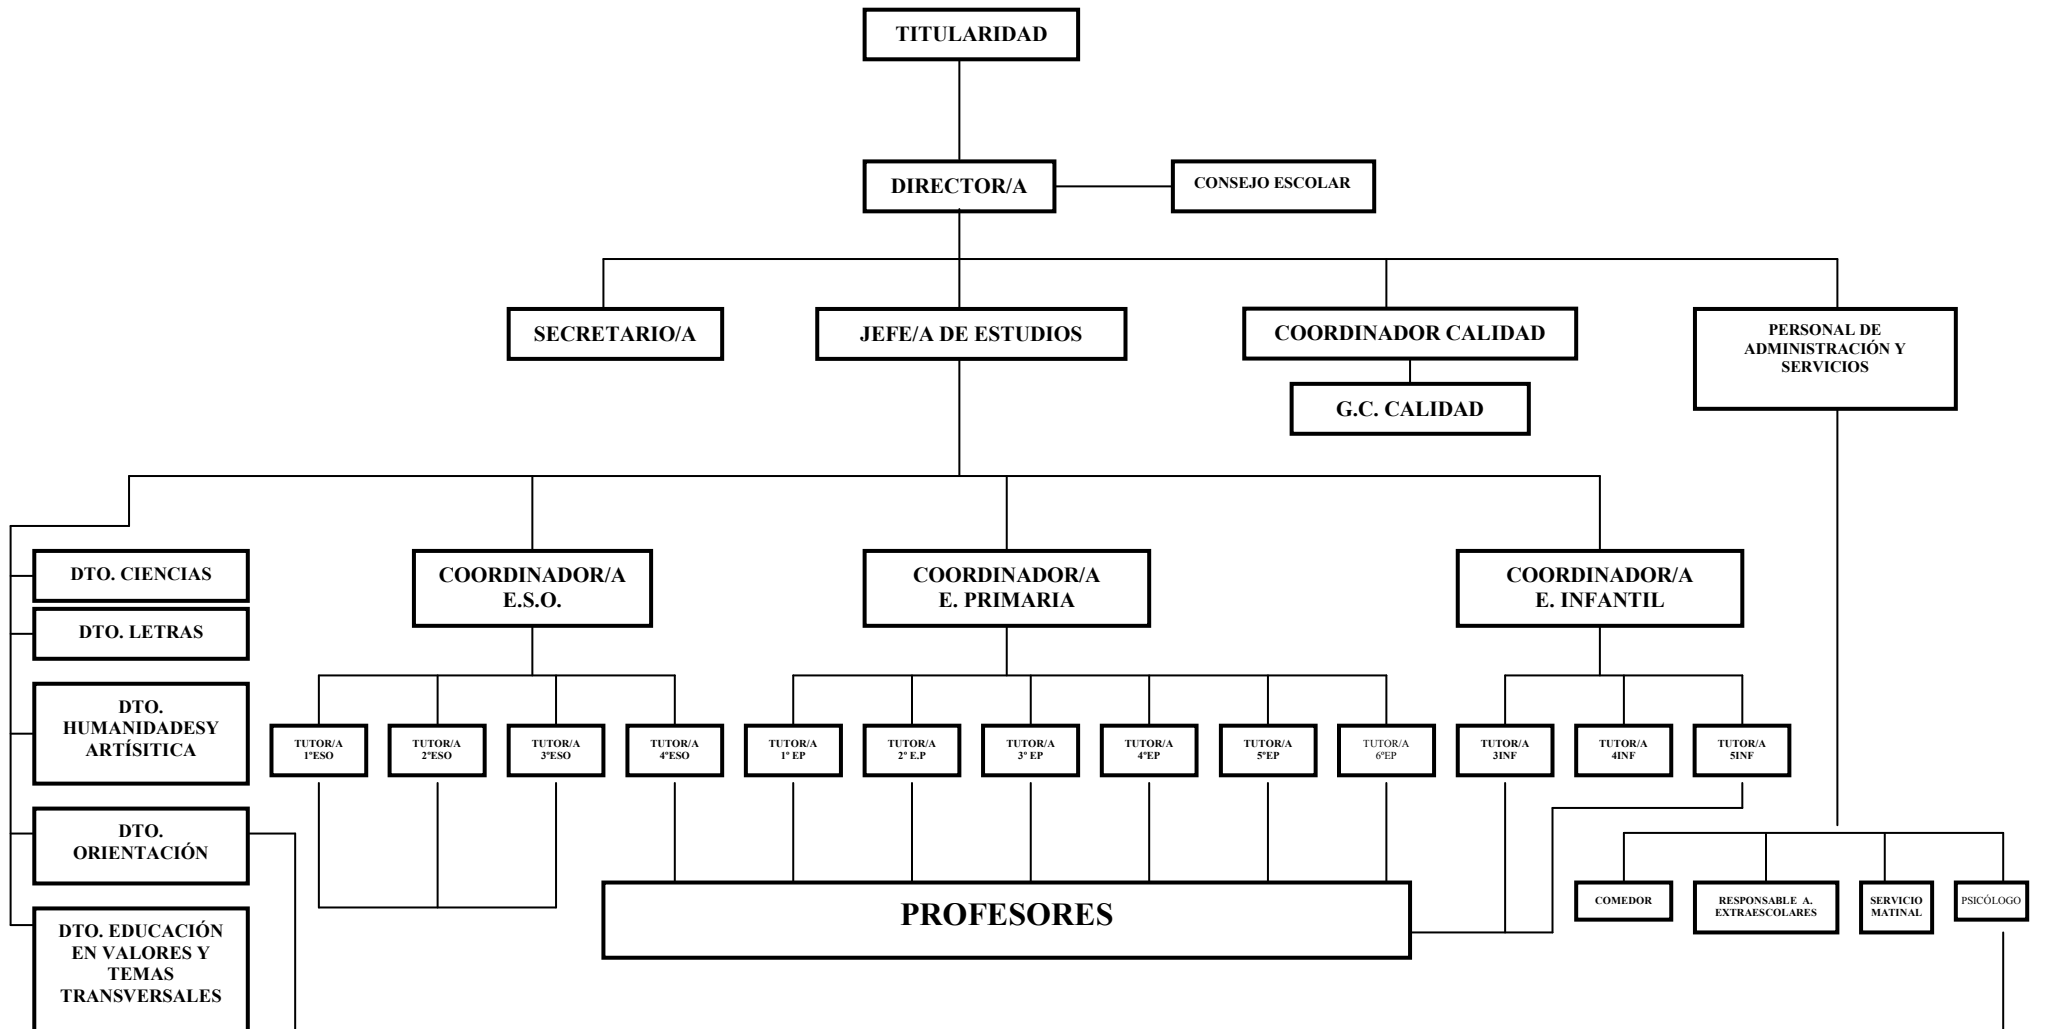 TITULARIDAD
DIRECTOR/A
CONSEJO ESCOLAR
SECRETARIO/A
JEFE/A DE ESTUDIOS
COORDINADOR CALIDAD
PERSONAL DE
ADMINISTRACIÓN Y
SERVICIOS
G.C. CALIDAD
DTO. CIENCIAS
DTO. LETRAS
DTO.
HUMANIDADESY
ARTÍSITICA
DTO.
ORIENTACIÓN
DTO. EDUCACIÓN
EN VALORES Y
TEMAS
TRANSVERSALES
COORDINADOR/A
E.S.O.
COORDINADOR/A
E. PRIMARIA
COORDINADOR/A
E. INFANTIL
TUTOR/A
1ºESO
TUTOR/A
2ºESO
TUTOR/A
3ºESO
TUTOR/A
4ºESO
TUTOR/A
1º EP
TUTOR/A
2º E.P
TUTOR/A
3º EP
TUTOR/A
4ºEP
TUTOR/A
5ºEP
TUTOR/A
6ºEP
TUTOR/A
3INF
TUTOR/A
4INF
TUTOR/A
5INF
PROFESORES
COMEDOR
RESPONSABLE A.
EXTRAESCOLARES
SERVICIO
MATINAL
PSICÓLOGO